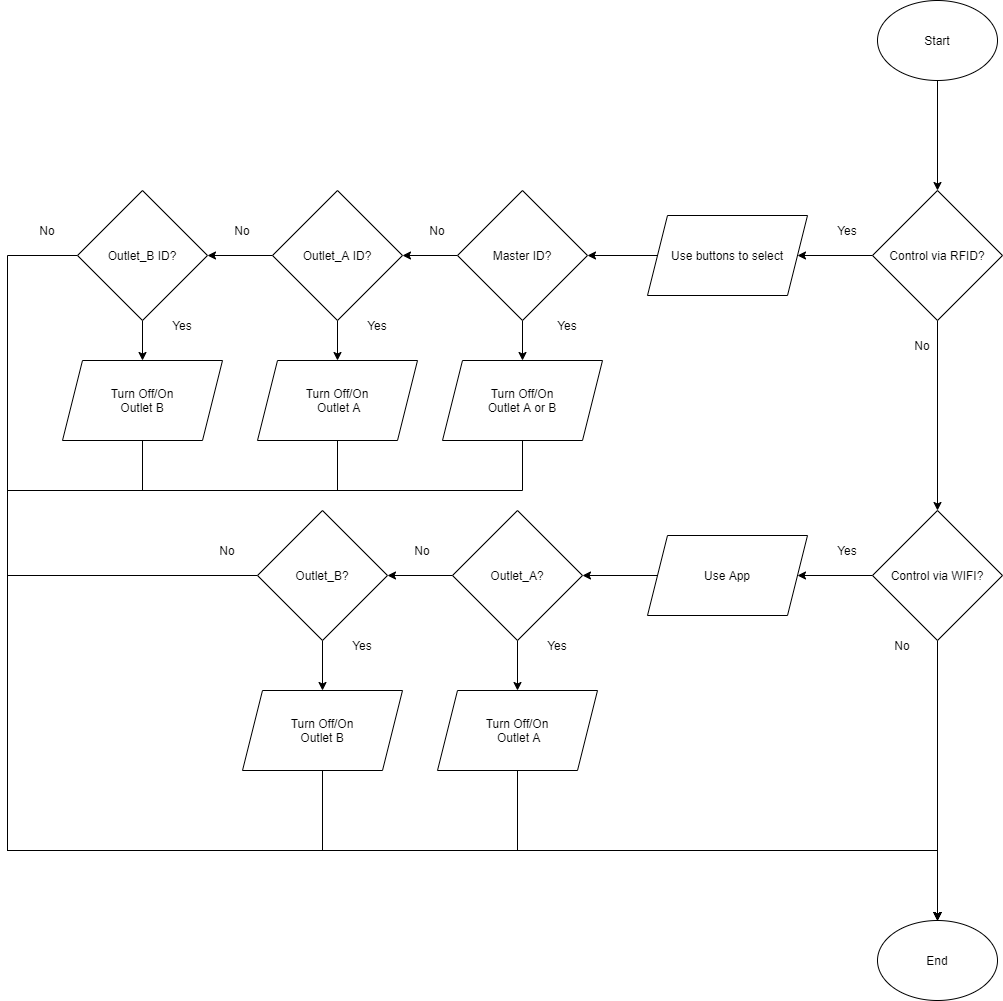 Start
Control via RFID?
Yes
Use buttons to select
Master ID?
No
Outlet_A ID?
No
Outlet_B ID?
No
Yes
Turn Off/On
Outlet B
Yes
Turn Off/On
Outlet A
Yes
Turn Off/On
Outlet A or B
No
Control via WIFI?
Yes
Use App
Outlet_A?
No
Outlet_B?
No
Yes
Turn Off/On
Outlet B
Yes
Turn Off/On
Outlet A
No
End